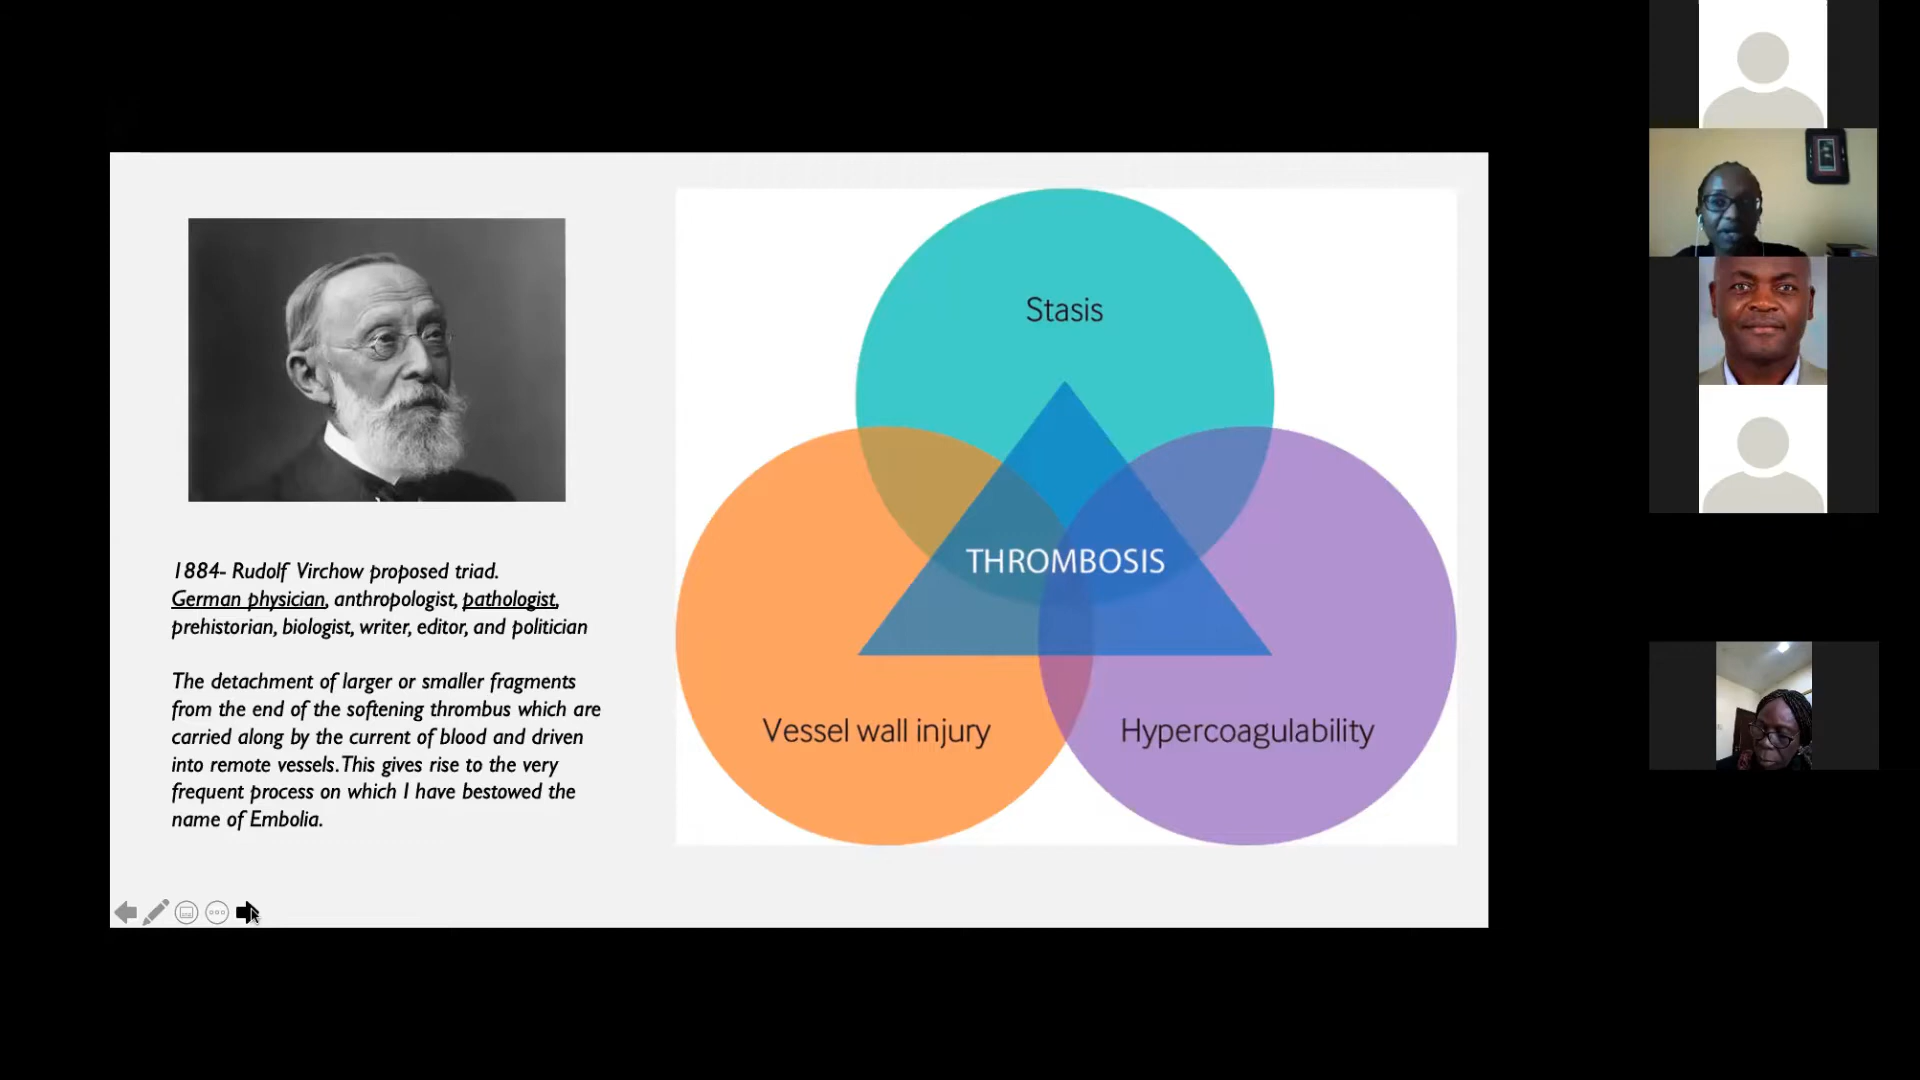 1884- Rudolf Virchow proposed triad.
German physician, anthropologist, pathologist,
prehistorian, biologist, writer, editor, and politician
The detachment of larger or smaller fragments
from the end of the softening thrombus which are
carried along by the current of blood and driven
into remote vessels. This gives rise to the very
frequent process on which I have bestowed the
name of Embolia.
Stasis
THROMBOSIS
Vessel wall injury
Hypercoagulability